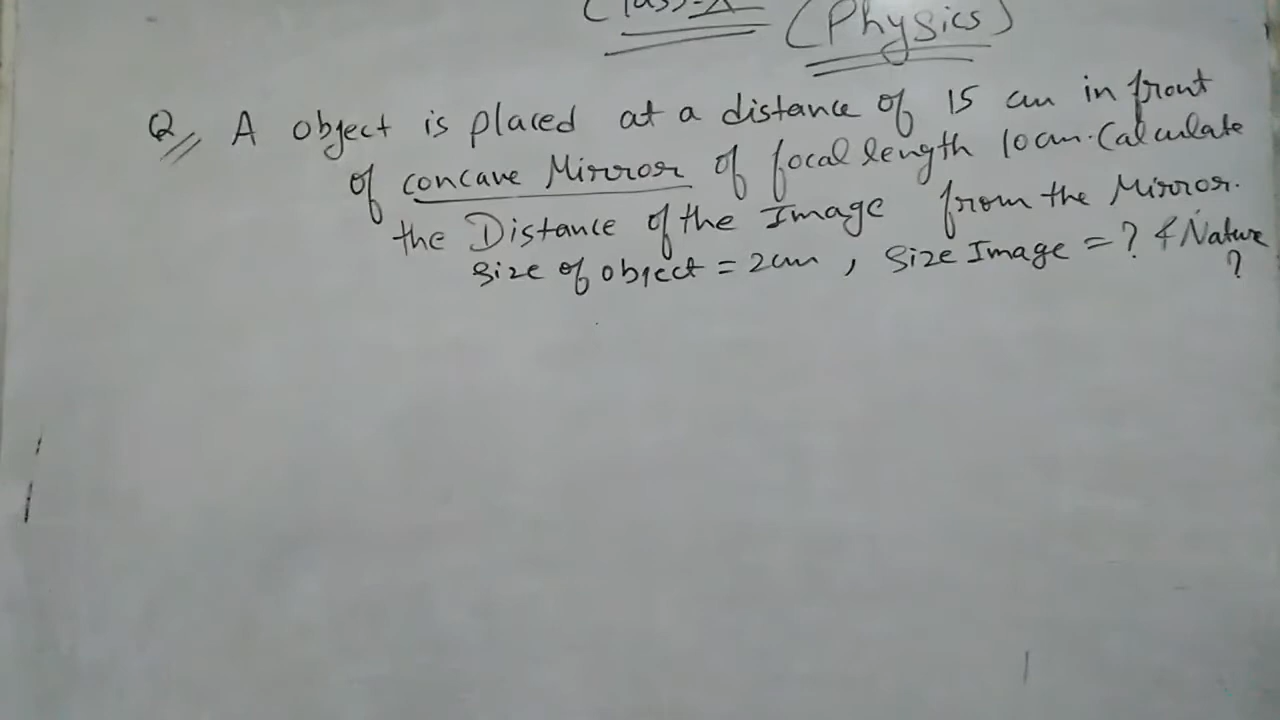 Class-X (Physics)
Q, A object is placed at a distance of 15 cm in front
of concave Mirror of focal length 10cm. Calculate
the Distance of the Image from the Mirror.
Size of object = 2cm , Size Image = ? & Nature
?